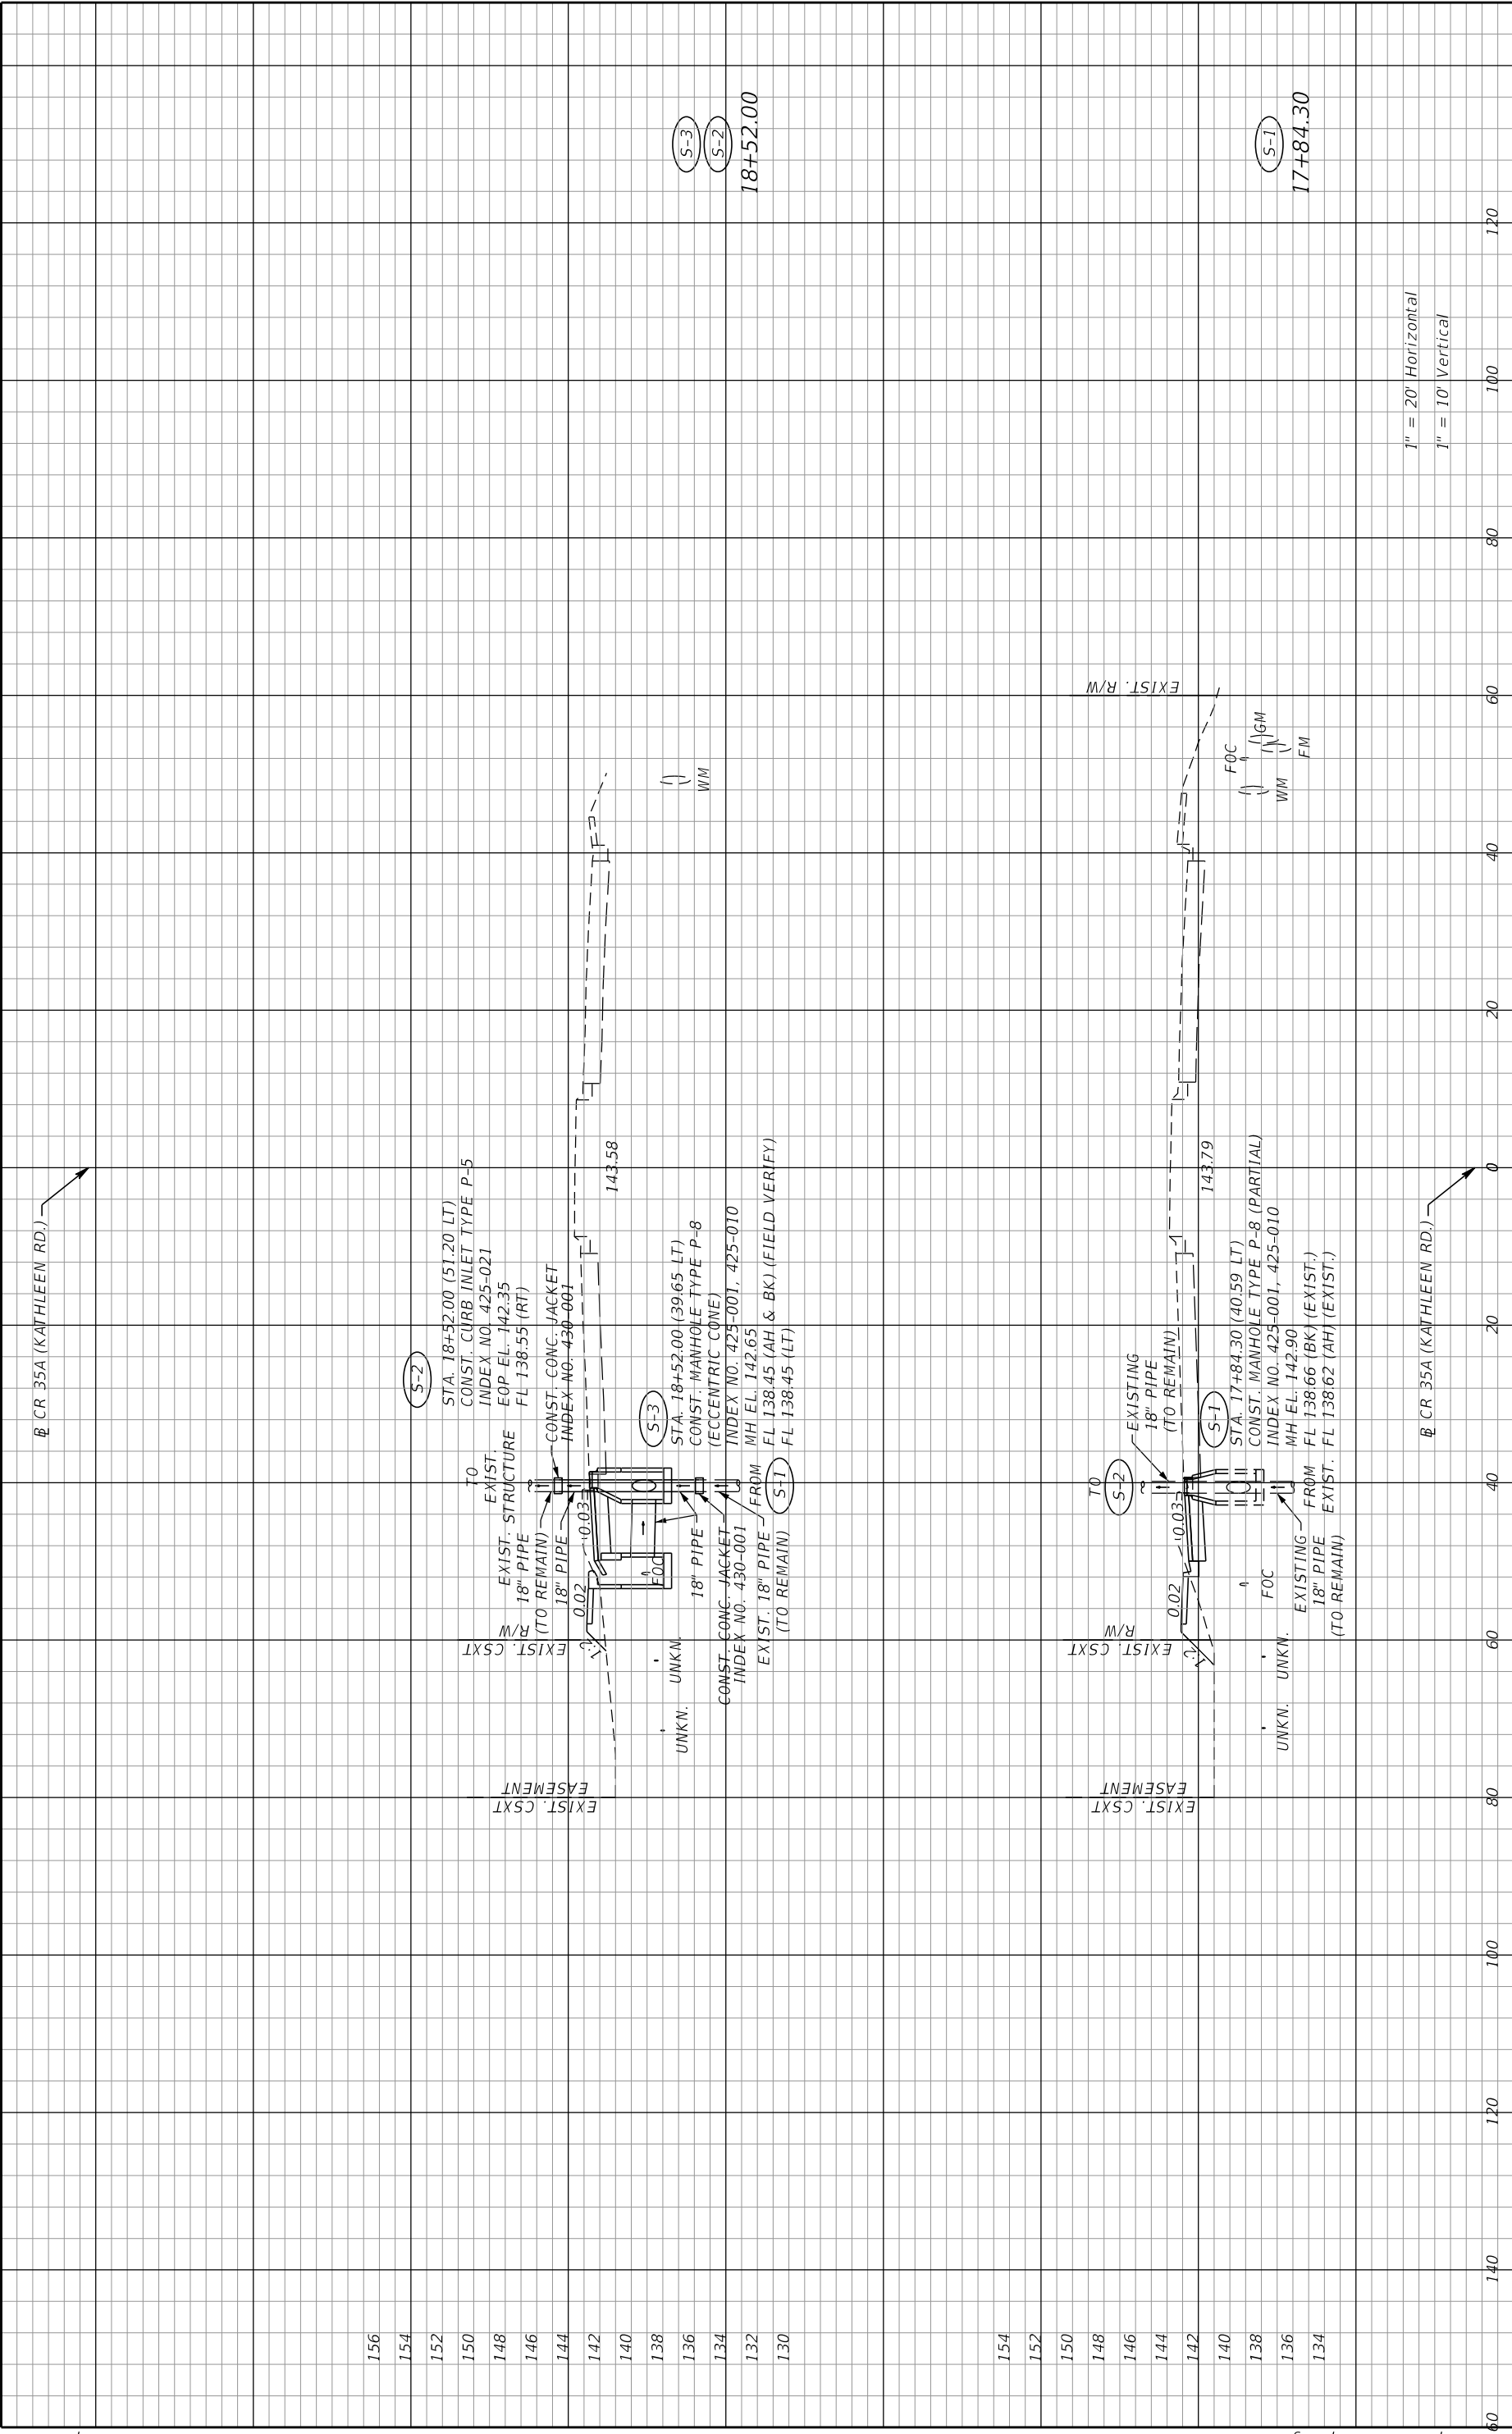 ℄ CR 35A (KATHLEEN RD.)
S-3
S-2
18+52.00
S-2
STA. 18+52.00 (51.20 LT)
CONST. CURB INLET TYPE P-5
INDEX NO. 425-021
EOP EL. 142.35
FL 138.55 (RT)
CONST. CONC. JACKET
INDEX NO. 430-001
TO
EXIST.
STRUCTURE
EXIST.
18" PIPE
(TO REMAIN)
18" PIPE
0.03
0.02
1:2
EXIST. CSXT
R/W
EXIST. CSXT
EASEMENT
143.58
S-3
STA. 18+52.00 (39.65 LT)
CONST. MANHOLE TYPE P-8
(ECCENTRIC CONE)
INDEX NO. 425-001, 425-010
MH EL. 142.65
FL 138.45 (AH & BK) (FIELD VERIFY)
FL 138.45 (LT)
FROM
S-1
FOC
18" PIPE
CONST. CONC. JACKET
INDEX NO. 430-001
EXIST. 18" PIPE
(TO REMAIN)
UNKN.
UNKN.
WM
156
154
152
150
148
146
144
142
140
138
136
134
132
130
S-1
17+84.30
EXIST. R/W
FOC
GM
FM
WM
TO
S-2
EXISTING
18" PIPE
(TO REMAIN)
0.03
0.02
1:2
EXIST. CSXT
R/W
EXIST. CSXT
EASEMENT
143.79
S-1
STA. 17+84.30 (40.59 LT)
CONST. MANHOLE TYPE P-8 (PARTIAL)
INDEX NO. 425-001, 425-010
MH EL. 142.90
FL 138.66 (BK) (EXIST.)
FL 138.62 (AH) (EXIST.)
FROM
EXIST.
FOC
EXISTING
18" PIPE
(TO REMAIN)
UNKN.
UNKN.
154
152
150
148
146
144
142
140
138
136
134
1" = 20' Horizontal
1" = 10' Vertical
℄ CR 35A (KATHLEEN RD.)
60
140
120
100
80
60
40
20
0
20
40
60
80
100
120